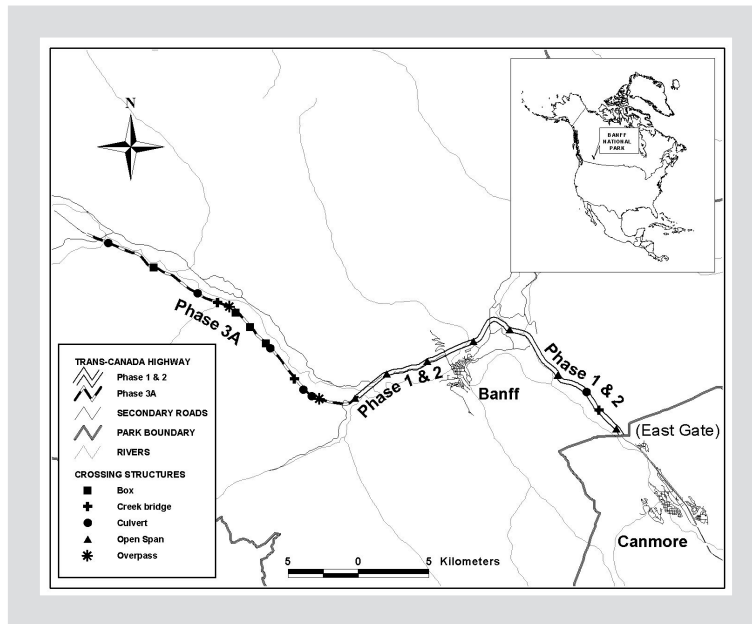 N
BANFF
NATIONAL
PARK
Phase 3A
Phase 1 & 2
Phase 1 & 2
Banff
(East Gate)
Canmore
TRANS-CANADA HIGHWAY
Phase 1 & 2
Phase 3A
SECONDARY ROADS
PARK BOUNDARY
RIVERS
CROSSING STRUCTURES
Box
Creek bridge
Culvert
Open Span
Overpass
5 0 5 Kilometers